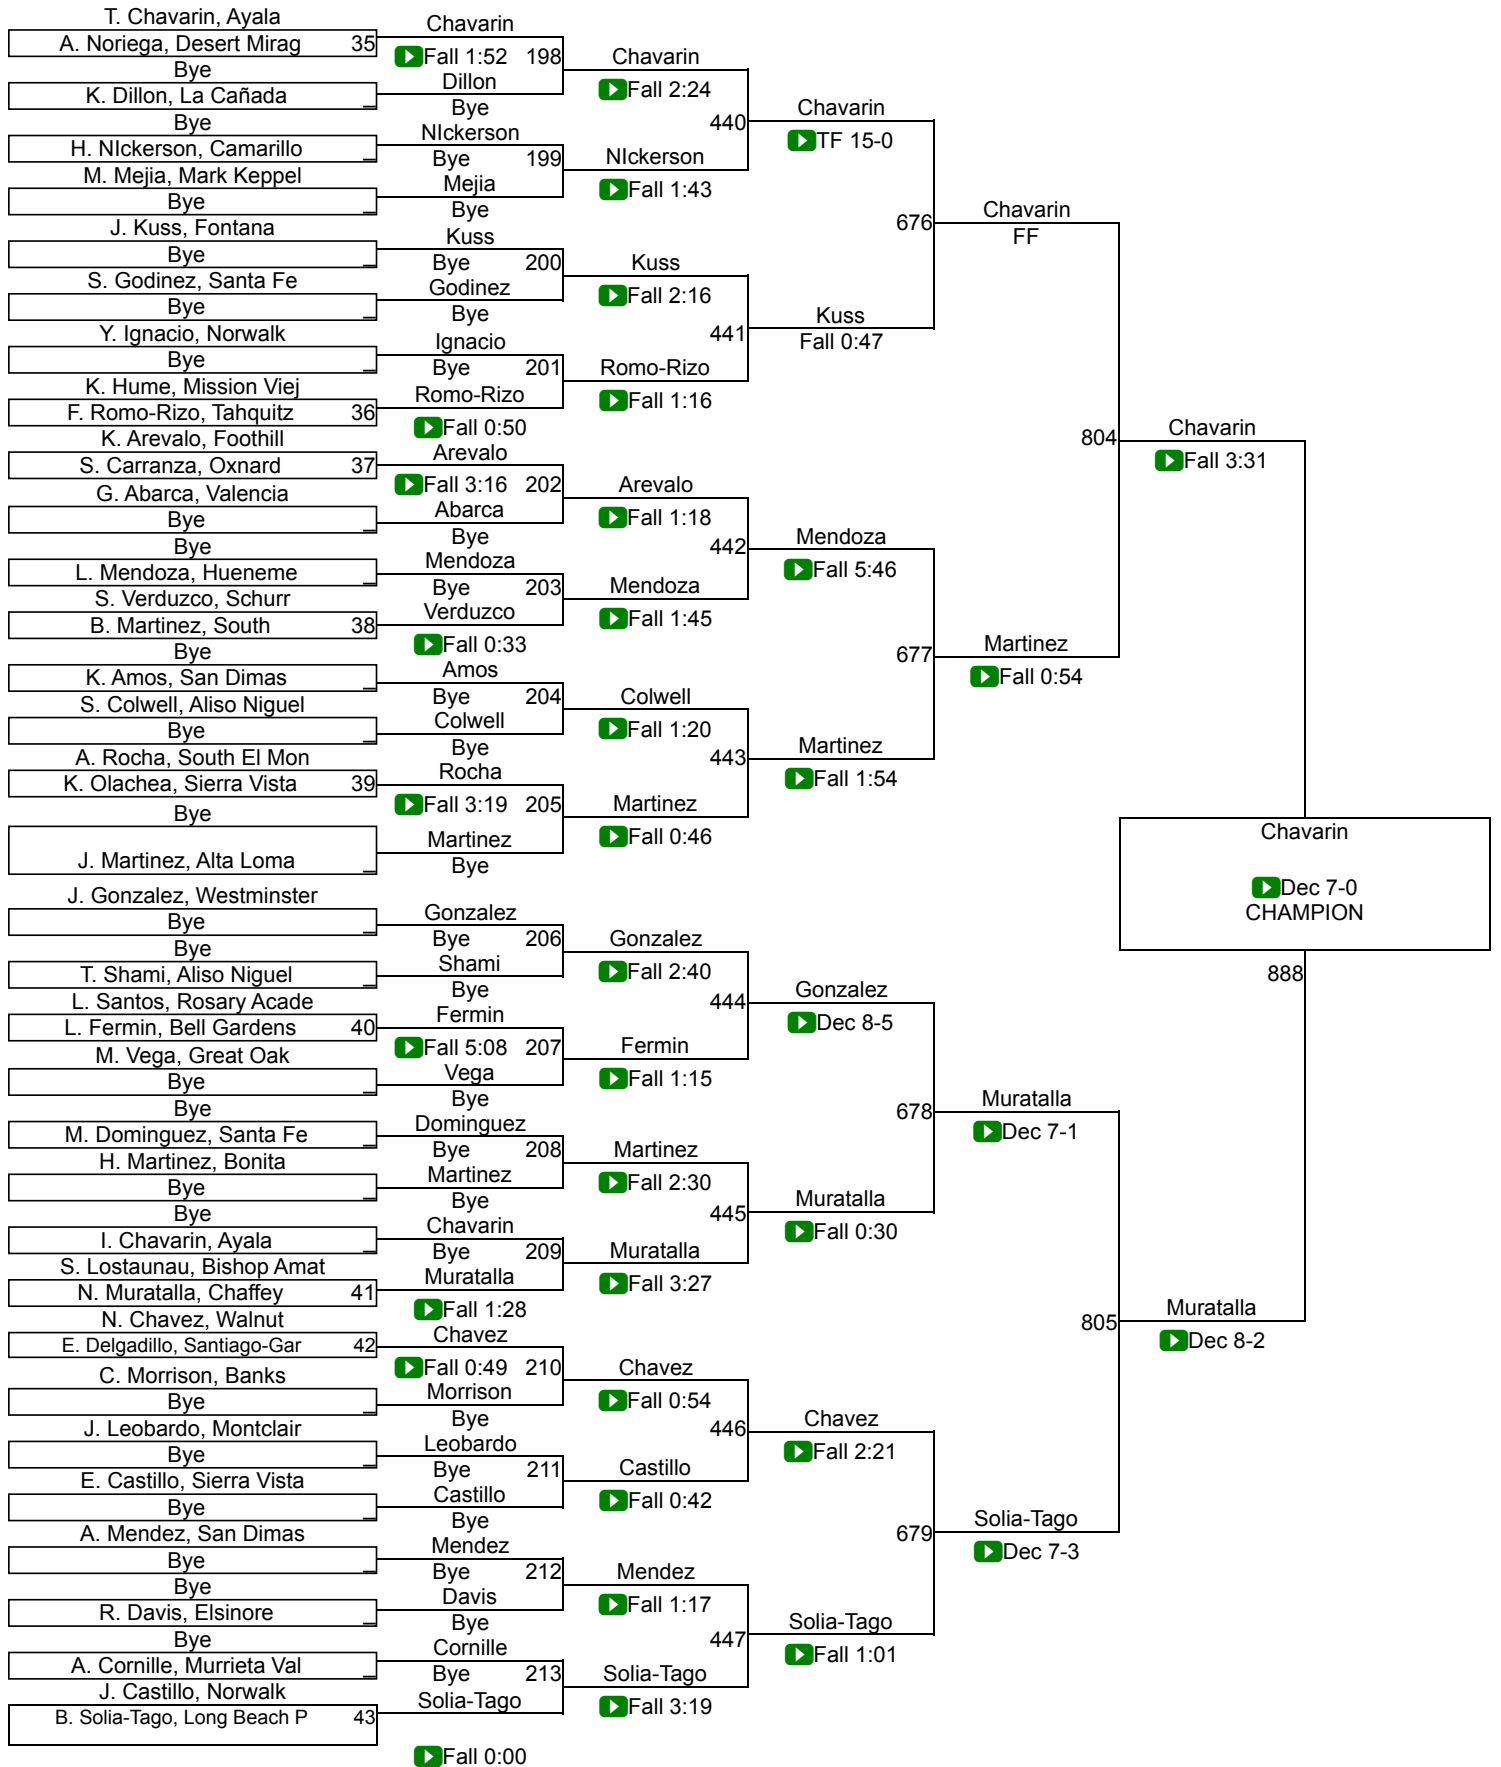 T. Chavarin, Ayala
A. Noriega, Desert Mirag 35
Bye
K. Dillon, La Cañada _
Bye
H. NIckerson, Camarillo _
M. Mejia, Mark Keppel
Bye _
J. Kuss, Fontana
Bye _
S. Godinez, Santa Fe
Bye _
Y. Ignacio, Norwalk
Bye _
K. Hume, Mission Viej
F. Romo-Rizo, Tahquitz 36
K. Arevalo, Foothill
S. Carranza, Oxnard 37
G. Abarca, Valencia
Bye _
Bye
L. Mendoza, Hueneme _
S. Verduzco, Schurr
B. Martinez, South 38
Bye
K. Amos, San Dimas _
S. Colwell, Aliso Niguel
Bye _
A. Rocha, South El Mon
K. Olachea, Sierra Vista 39
Bye
J. Martinez, Alta Loma _
J. Gonzalez, Westminster
Bye _
Bye
T. Shami, Aliso Niguel _
L. Santos, Rosary Acade
L. Fermin, Bell Gardens 40
M. Vega, Great Oak
Bye _
Bye
M. Dominguez, Santa Fe _
H. Martinez, Bonita
Bye _
Bye
I. Chavarin, Ayala _
S. Lostaunau, Bishop Amat
N. Muratalla, Chaffey 41
N. Chavez, Walnut
E. Delgadillo, Santiago-Gar 42
C. Morrison, Banks
Bye _
J. Leobardo, Montclair
Bye _
E. Castillo, Sierra Vista
Bye _
A. Mendez, San Dimas
Bye _
Bye
R. Davis, Elsinore _
Bye
A. Cornille, Murrieta Val _
J. Castillo, Norwalk
B. Solia-Tago, Long Beach P 43
Chavarin
Fall 1:52 198
Dillon
Bye
NIckerson
Bye 199
Mejia
Bye
Kuss
Bye 200
Godinez
Bye
Ignacio
Bye 201
Romo-Rizo
Fall 0:50
Arevalo
Fall 3:16 202
Abarca
Bye
Mendoza
Bye 203
Verduzco
Fall 0:33
Amos
Bye 204
Colwell
Bye
Rocha
Fall 3:19 205
Martinez
Bye
Gonzalez
Bye 206
Shami
Bye
Fermin
Fall 5:08 207
Vega
Bye
Dominguez
Bye 208
Martinez
Bye
Chavarin
Bye 209
Muratalla
Fall 1:28
Chavez
Fall 0:49 210
Morrison
Bye
Leobardo
Bye 211
Castillo
Bye
Mendez
Bye 212
Davis
Bye
Cornille
Bye 213
Solia-Tago
Fall 0:00
Chavarin
Fall 2:24
440
NIckerson
Fall 1:43
Kuss
Fall 2:16
441
Romo-Rizo
Fall 1:16
Arevalo
Fall 1:18
442
Mendoza
Fall 1:45
Colwell
Fall 1:20
443
Martinez
Fall 0:46
Gonzalez
Fall 2:40
444
Fermin
Fall 1:15
Martinez
Fall 2:30
445
Muratalla
Fall 3:27
Chavez
Fall 0:54
446
Castillo
Fall 0:42
Mendez
Fall 1:17
447
Solia-Tago
Fall 3:19
Chavarin
TF 15-0
676
Kuss
Fall 0:47
Mendoza
Fall 5:46
677
Martinez
Fall 1:54
Gonzalez
Dec 8-5
678
Muratalla
Fall 0:30
Chavez
Fall 2:21
679
Solia-Tago
Fall 1:01
Chavarin
FF
804
Martinez
Fall 0:54
Muratalla
Dec 7-1
805
Solia-Tago
Dec 7-3
Chavarin
Fall 3:31
Chavarin
Dec 7-0
CHAMPION
888
Muratalla
Dec 8-2